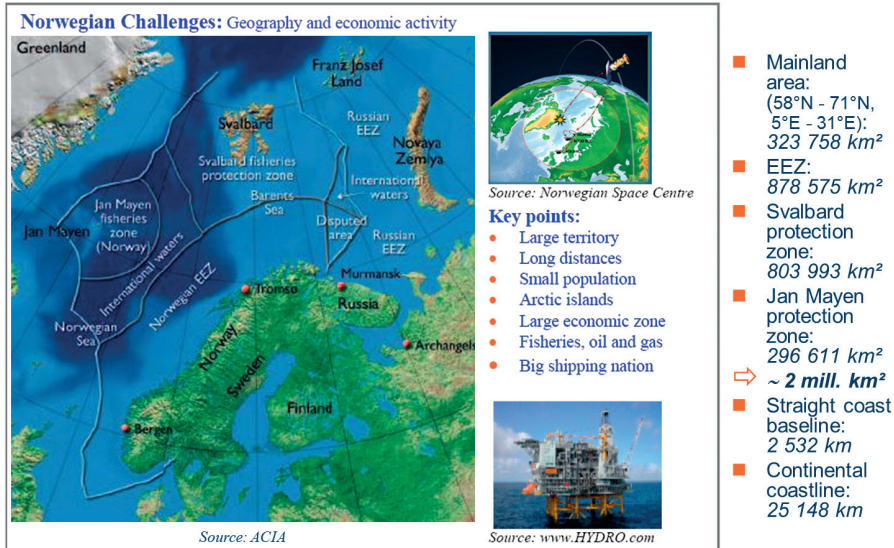 Norwegian Challenges: Geography and economic activity
Greenland
Franz Josef
Land
Svalbard
Russian
EEZ
Novaya
Zemlya
Svalbard fisheries
protection zone
International
waters
Barents
Sea
Jan Mayen
fisheries
zone
(Norway)
Jan Mayen
Disputed
area
Russian
EEZ
International waters
Norwegian EEZ
Murmansk
Tromsø
Russia
Norwegian
Sea
Norway
Sweden
Archangels
Finland
Bergen
Source: ACIA
Source: Norwegian Space Centre
Key points:
• Large territory
• Long distances
• Small population
• Arctic islands
• Large economic zone
• Fisheries, oil and gas
• Big shipping nation
Source: www.HYDRO.com
■ Mainland
area:
(58°N - 71°N,
5°E - 31°E):
323 758 km²
■ EEZ:
878 575 km²
■ Svalbard
protection
zone:
803 993 km²
■ Jan Mayen
protection
zone:
296 611 km²
⇨ ~ 2 mill. km²
■ Straight coast
baseline:
2 532 km
■ Continental
coastline:
25 148 km